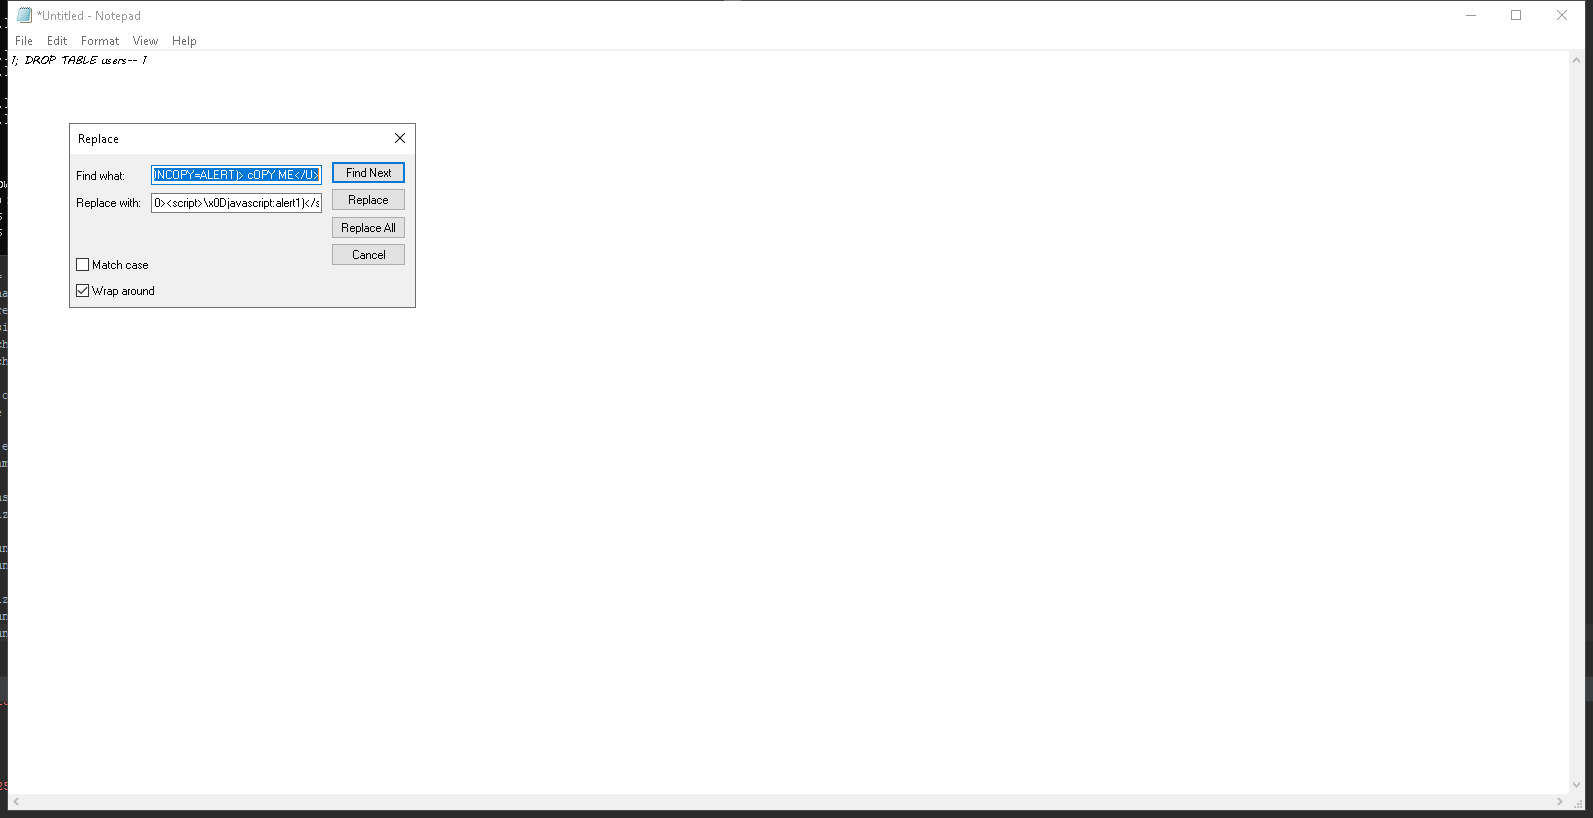 *Untitled - Notepad
File Edit Format View Help
1; DROP TABLE users-- 1
Replace
Find what: )NCOPY=ALERT)> cOPY ME</U> Find Next
Replace with: 0><script>\x0Djavascript:alert1)</s Replace
Replace All
Cancel
Match case
Wrap around